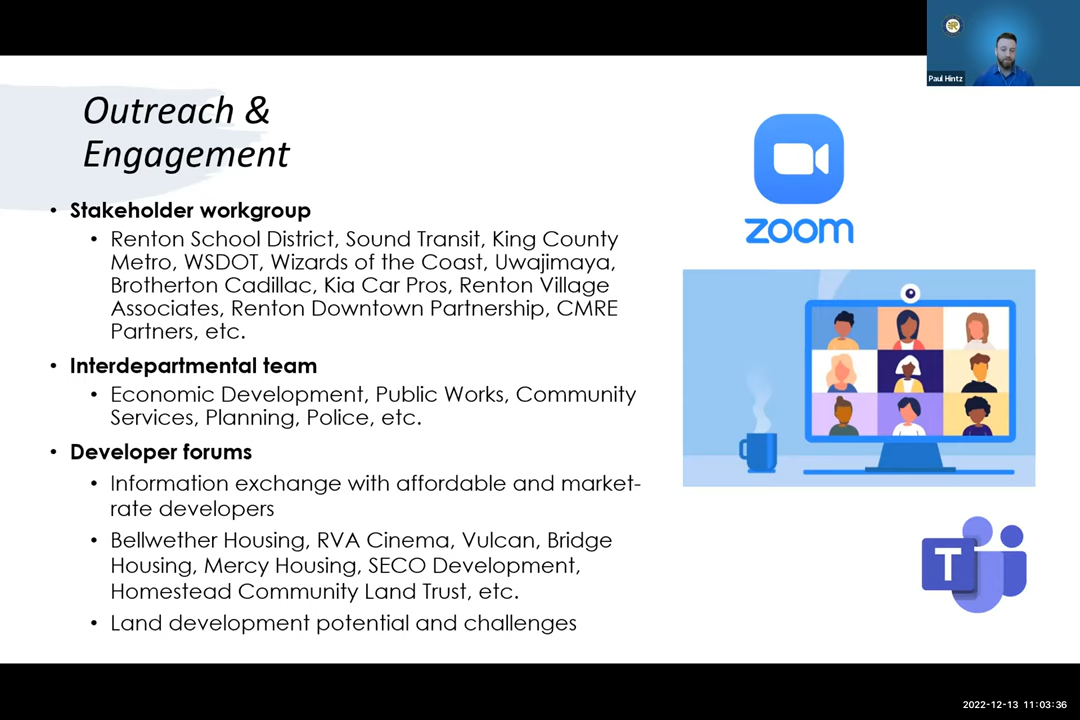 Paul Hintz
Outreach &
Engagement
• Stakeholder workgroup
• Renton School District, Sound Transit, King County
Metro, WSDOT, Wizards of the Coast, Uwajimaya,
Brotherton Cadillac, Kia Car Pros, Renton Village
Associates, Renton Downtown Partnership, CMRE
Partners, etc.
• Interdepartmental team
• Economic Development, Public Works, Community
Services, Planning, Police, etc.
• Developer forums
• Information exchange with affordable and market-
rate developers
• Bellwether Housing, RVA Cinema, Vulcan, Bridge
Housing, Mercy Housing, SECO Development,
Homestead Community Land Trust, etc.
• Land development potential and challenges
zoom
T
2022-12-13 11:03:36